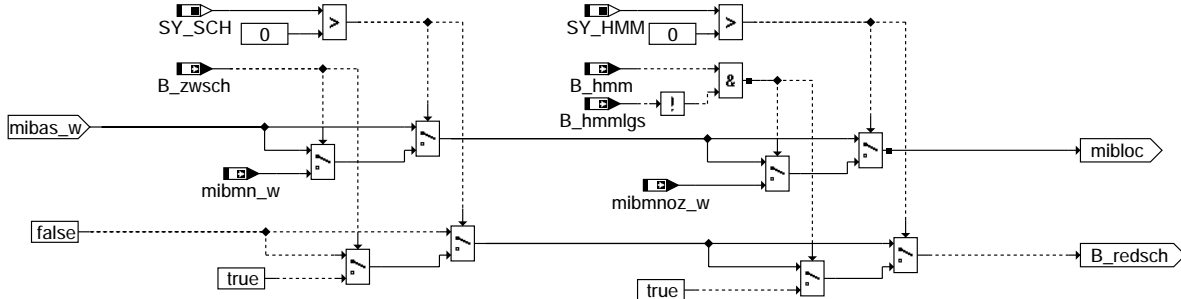 SY_SCH
0
>
SY_HMM
0
>
B_zwsch
B_hmm
&
B_hmmlgs
!
mibas_w
mibmn_w
mibmnoz_w
mibloc
false
true
true
B_redsch